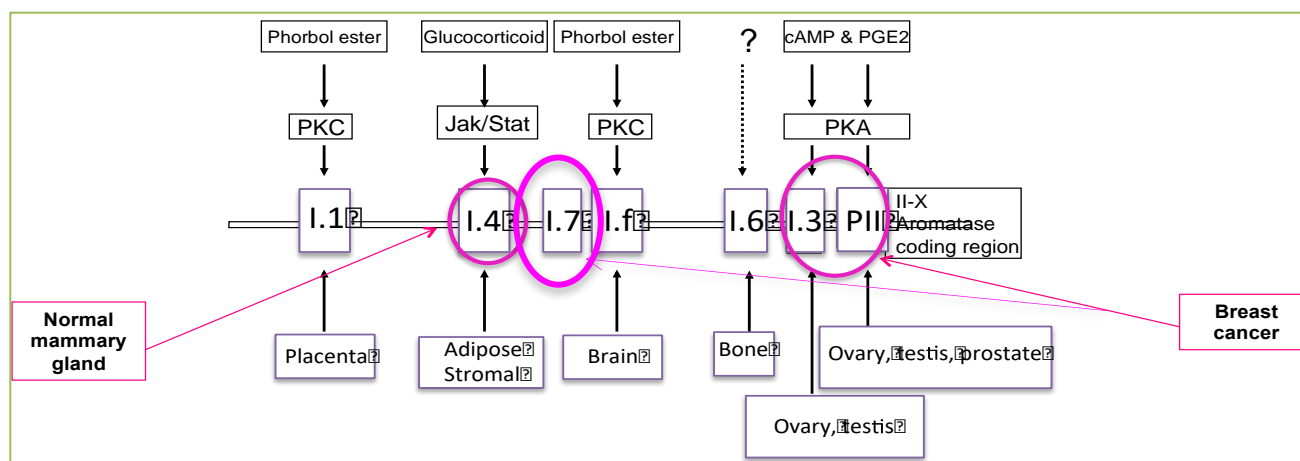 Phorbol ester
Glucocorticoid
Phorbol ester
?
cAMP & PGE2
PKC
Jak/Stat
PKC
PKA
I.1
I.4
I.7
I.f
I.6
I.3
PII
II-X
Aromatase
coding region
Normal
mammary
gland
Placenta
Adipose
Stromal
Brain
Bone
Ovary, testis, prostate
Breast
cancer
Ovary, testis